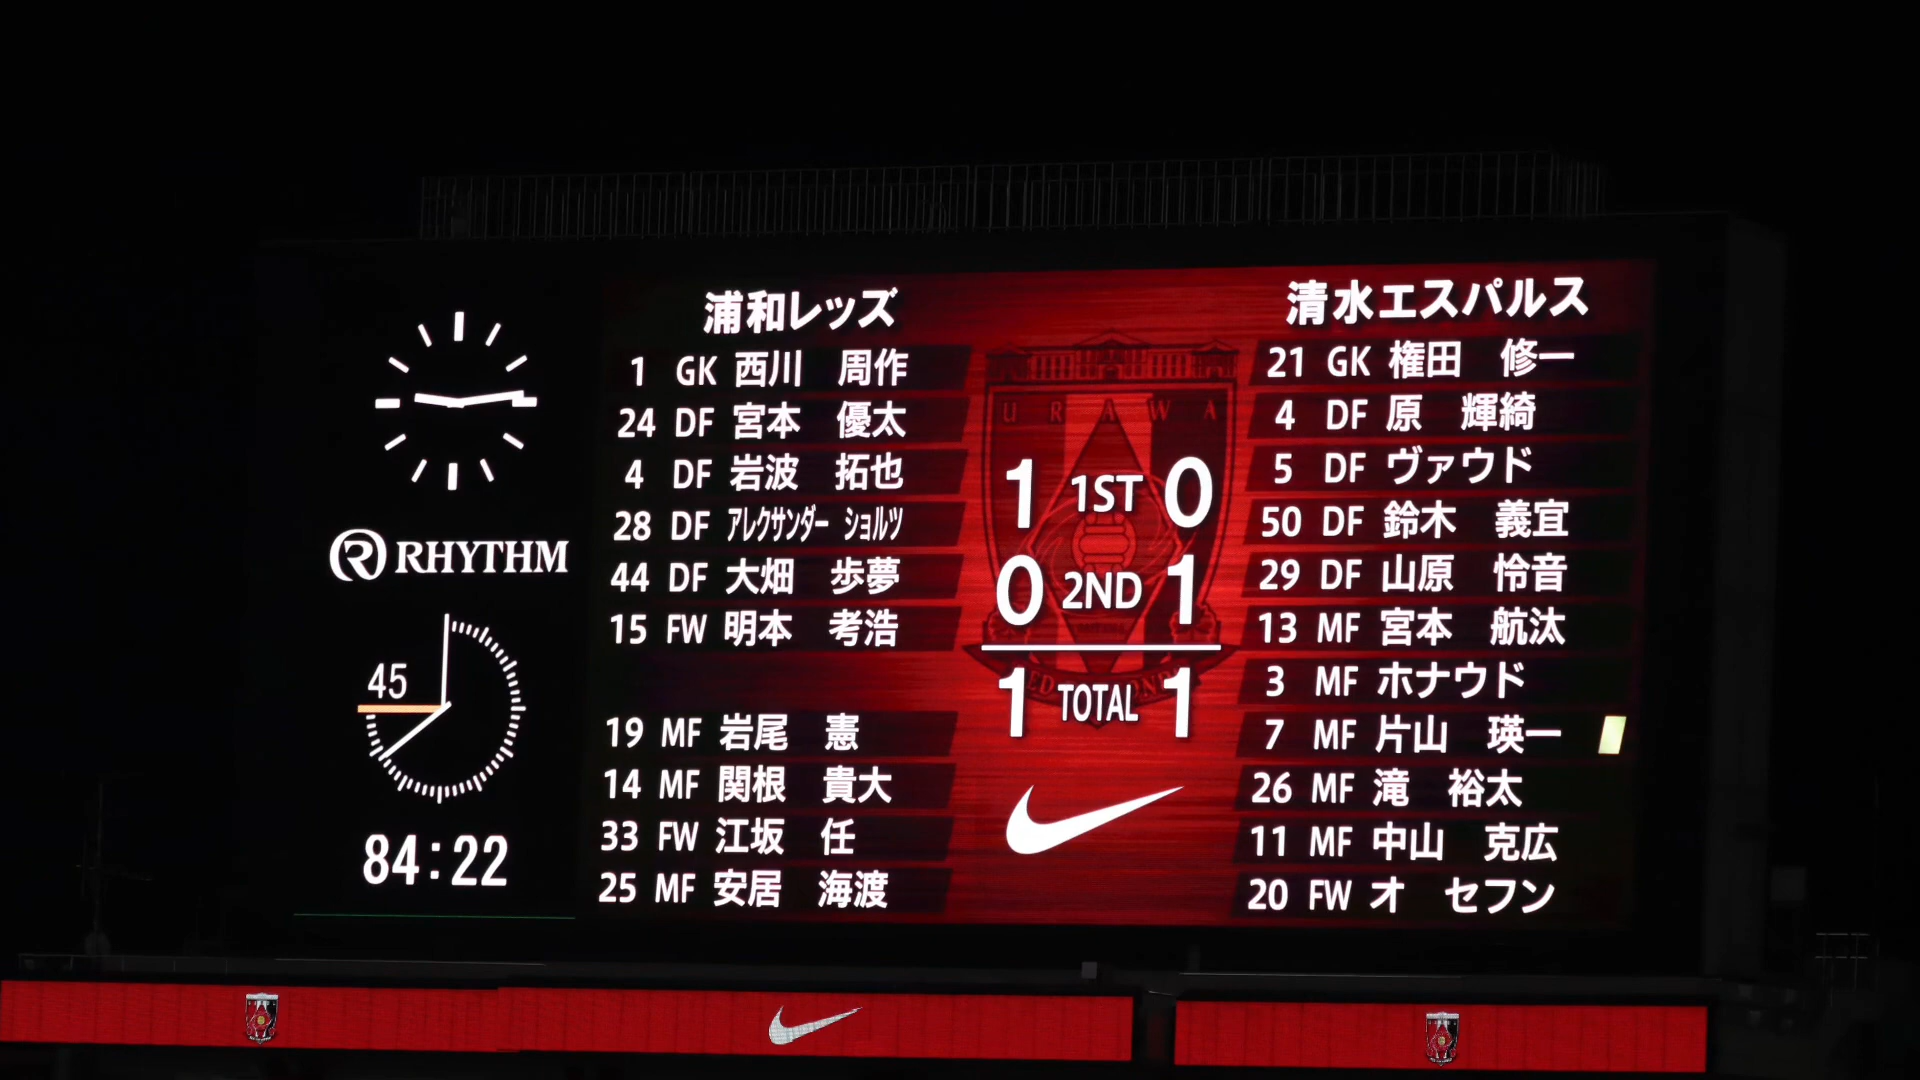 浦和レッズ
1 GK 西川 周作
24 DF 宮本 優太
4 DF 岩波 拓也
28 DF アレクサンダー ショルツ
44 DF 大畑 歩夢
15 FW 明本 考浩
19 MF 岩尾 憲
14 MF 関根 貴大
33 FW 江坂 任
25 MF 安居 海渡
URAWA
1 1ST 0
0 2ND 1
1 TOTAL 1
清水エスパルス
21 GK 権田 修一
4 DF 原 輝綺
5 DF ヴァウド
50 DF 鈴木 義宜
29 DF 山原 怜音
13 MF 宮本 航汰
3 MF ホナウド
7 MF 片山 瑛一
26 MF 滝 裕太
11 MF 中山 克広
20 FW オ セフン
R RHYTHM
45
84:22